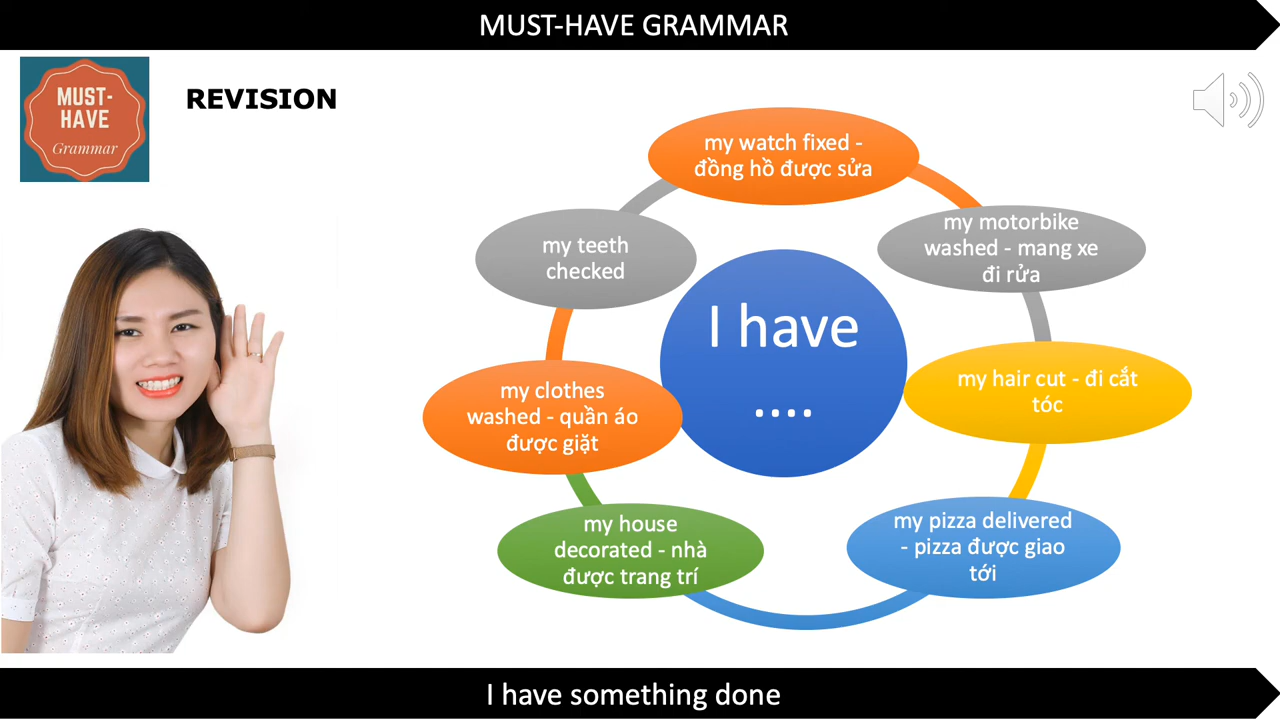 MUST-HAVE GRAMMAR
MUST-
HAVE
Grammar
REVISION
my watch fixed -
đồng hồ được sửa
my motorbike
washed - mang xe
đi rửa
my hair cut - đi cắt
tóc
my pizza delivered
- pizza được giao
tới
my house
decorated - nhà
được trang trí
my clothes
washed - quần áo
được giặt
my teeth
checked
I have
....
I have something done